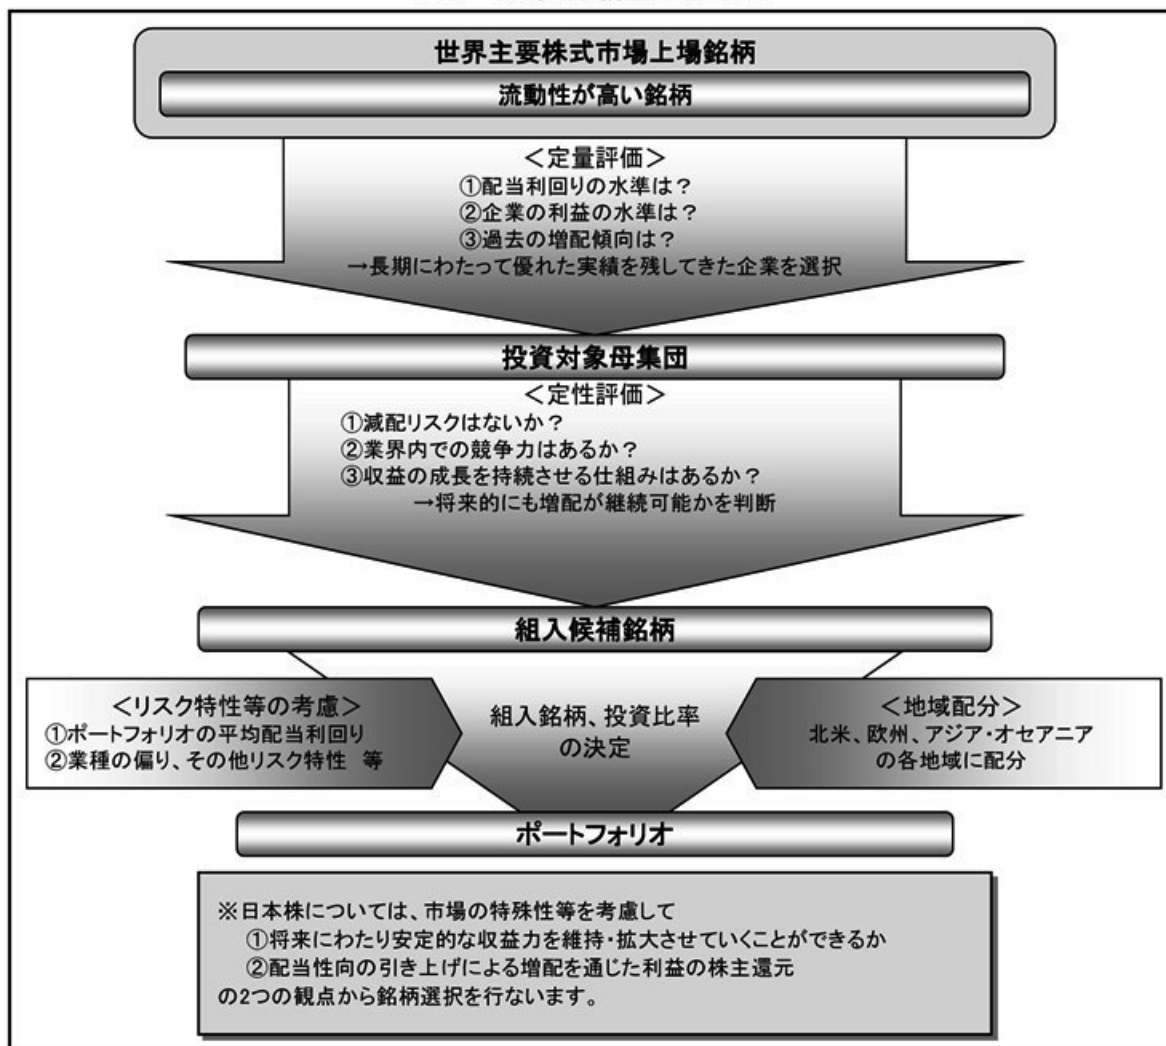 世界主要株式市場上場銘柄
流動性が高い銘柄
＜定量評価＞
①配当利回りの水準は？
②企業の利益の水準は？
③過去の増配傾向は？
→長期にわたって優れた実績を残してきた企業を選択
投資対象母集団
＜定性評価＞
①減配リスクはないか？
②業界内での競争力はあるか？
③収益の成長を持続させる仕組みはあるか？
→将来的にも増配が継続可能かを判断
組入候補銘柄
＜リスク特性等の考慮＞
①ポートフォリオの平均配当利回り
②業種の偏り、その他リスク特性　等
組入銘柄、投資比率
の決定
＜地域配分＞
北米、欧州、アジア・オセアニア
の各地域に配分
ポートフォリオ
※日本株については、市場の特殊性等を考慮して
①将来にわたり安定的な収益力を維持・拡大させていくことができるか
②配当性向の引き上げによる増配を通じた利益の株主還元
の2つの観点から銘柄選択を行ないます。